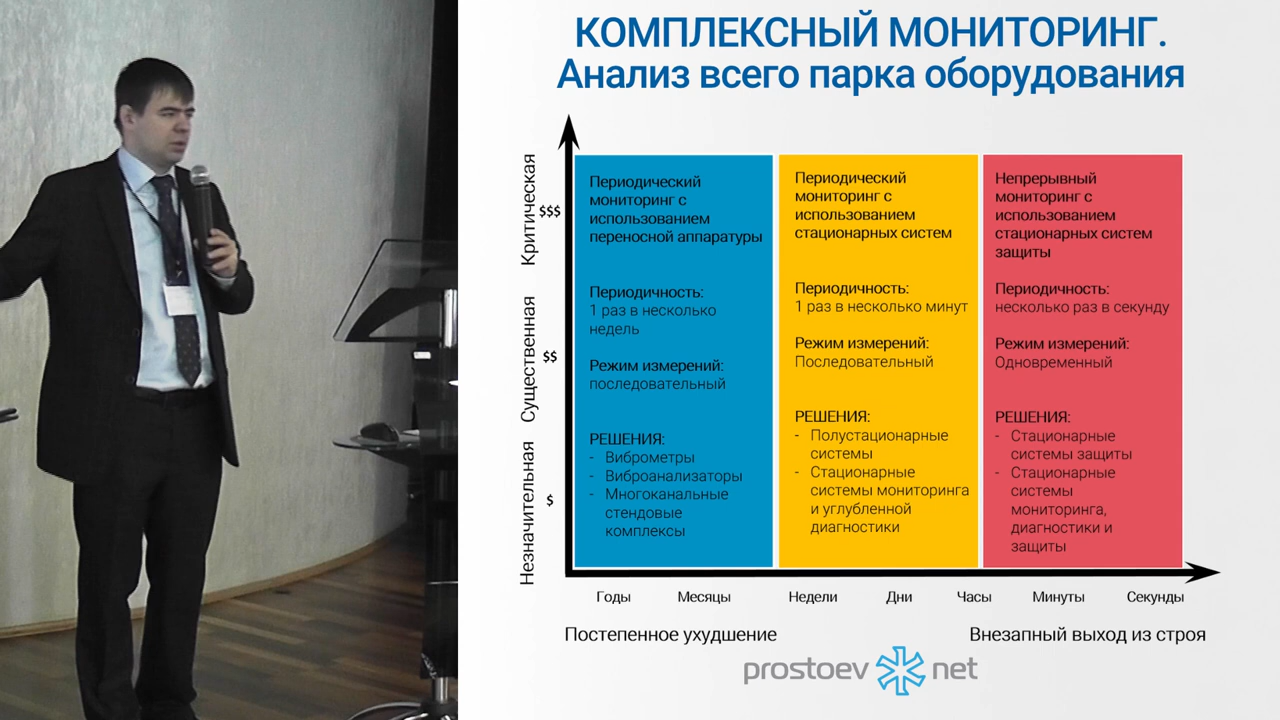 КОМПЛЕКСНЫЙ МОНИТОРИНГ.
Анализ всего парка оборудования
Критическая
$$$
Существенная
$$
Незначительная
$
Периодический
мониторинг с
использованием
переносной аппаратуры
Периодичность:
1 раз в несколько
недель
Режим измерений:
последовательный
РЕШЕНИЯ:
- Виброметры
- Виброанализаторы
- Многоканальные
стендовые
комплексы
Периодический
мониторинг с
использованием
стационарных систем
Периодичность:
1 раз в несколько минут
Режим измерений:
Последовательный
РЕШЕНИЯ:
- Полустационарные
системы
- Стационарные
системы мониторинга
и углубленной
диагностики
Непрерывный
мониторинг с
использованием
стационарных систем
защиты
Периодичность:
несколько раз в секунду
Режим измерений:
Одновременный
РЕШЕНИЯ:
- Стационарные
системы защиты
- Стационарные
системы
мониторинга,
диагностики и
защиты
Годы Месяцы Недели Дни Часы Минуты Секунды
Постепенное ухудшение Внезапный выход из строя
prostoev net